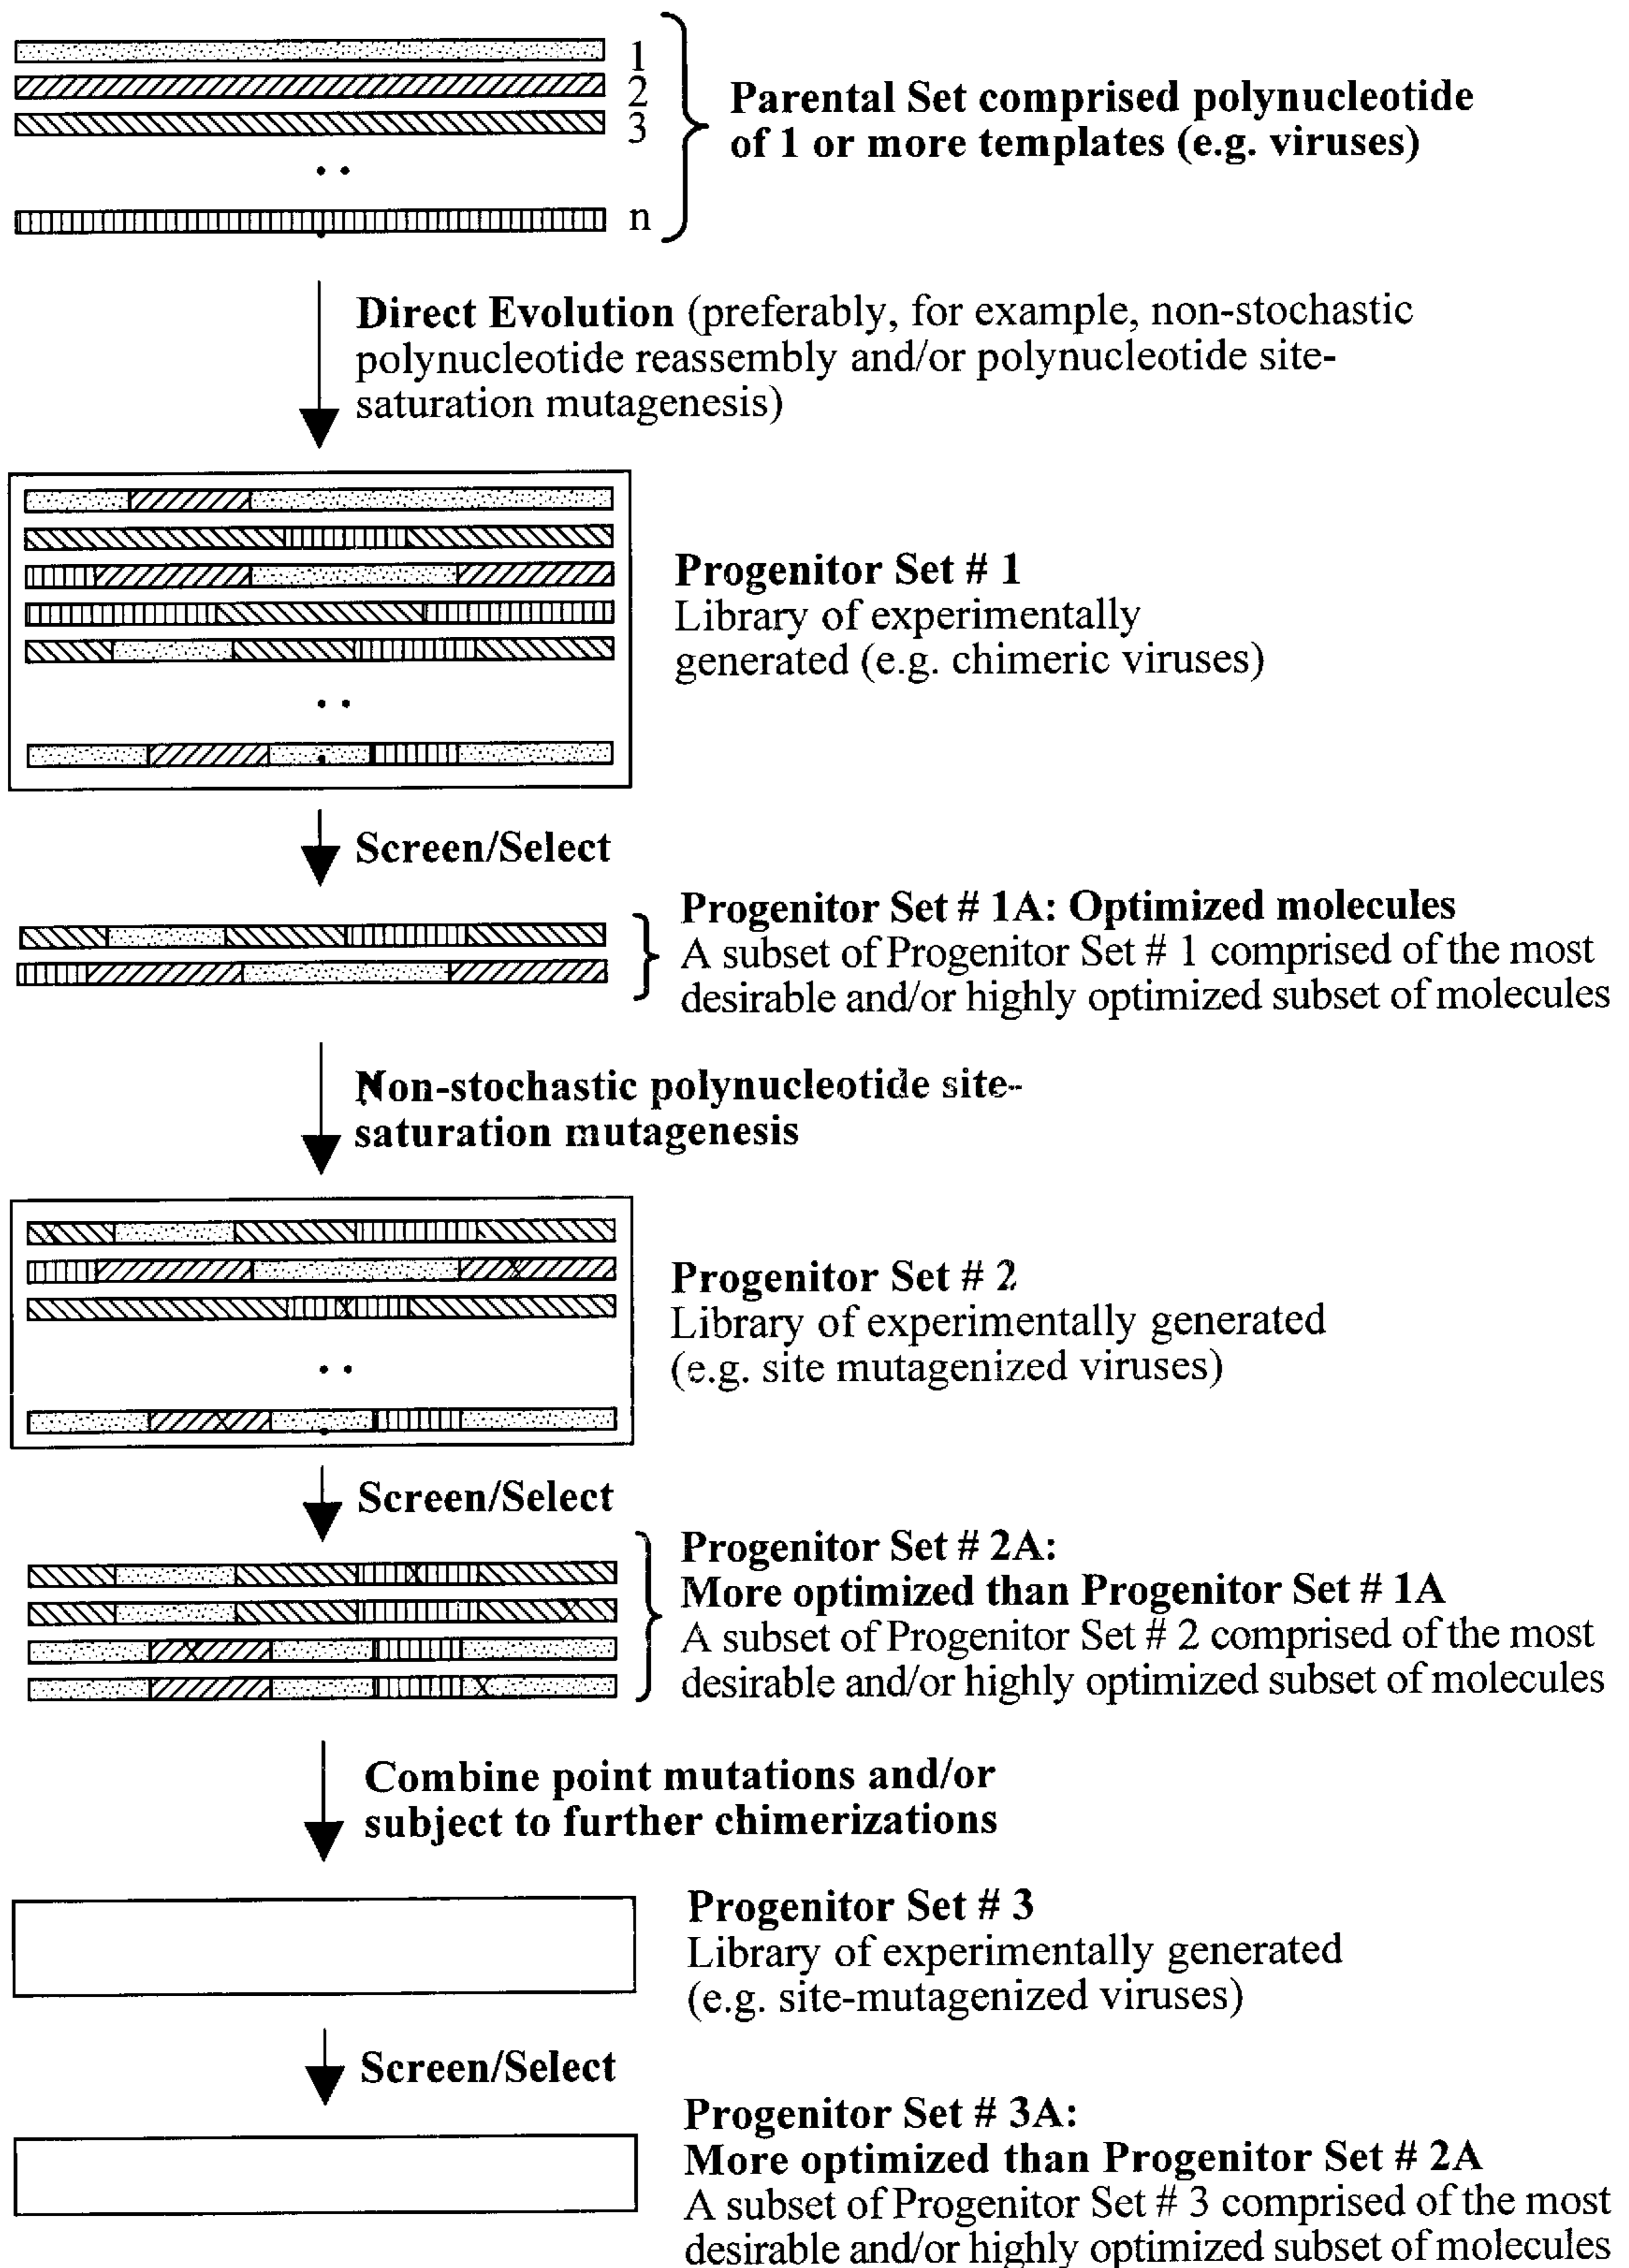 1
2
3
n
Parental Set comprised polynucleotide
of 1 or more templates (e.g. viruses)
Direct Evolution (preferably, for example, non-stochastic
polynucleotide reassembly and/or polynucleotide site-
saturation mutagenesis)
Progenitor Set # 1
Library of experimentally
generated (e.g. chimeric viruses)
Screen/Select
Progenitor Set # 1A: Optimized molecules
A subset of Progenitor Set # 1 comprised of the most
desirable and/or highly optimized subset of molecules
Non-stochastic polynucleotide site-
saturation mutagenesis
Progenitor Set # 2
Library of experimentally generated
(e.g. site mutagenized viruses)
Screen/Select
Progenitor Set # 2A:
More optimized than Progenitor Set # 1A
A subset of Progenitor Set # 2 comprised of the most
desirable and/or highly optimized subset of molecules
Combine point mutations and/or
subject to further chimerizations
Progenitor Set # 3
Library of experimentally generated
(e.g. site-mutagenized viruses)
Screen/Select
Progenitor Set # 3A:
More optimized than Progenitor Set # 2A
A subset of Progenitor Set # 3 comprised of the most
desirable and/or highly optimized subset of molecules